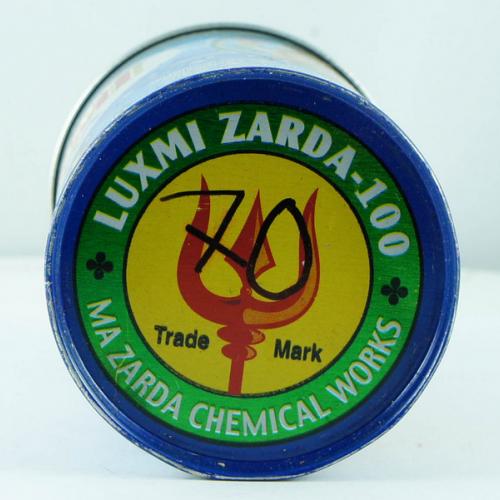 LUXMI ZARDA-100
70
Trade Mark
MA ZARDA CHEMICAL WORKS